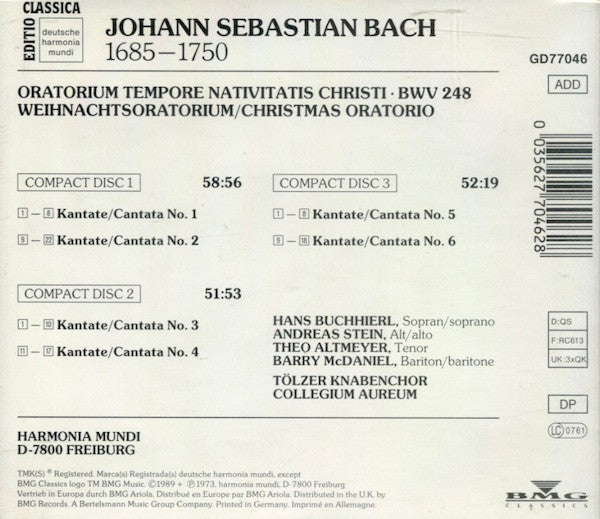 EDITIO CLASSICA
deutsche
harmonia
mundi
JOHANN SEBASTIAN BACH
1685—1750
GD77046
ADD
ORATORIUM TEMPORE NATIVITATIS CHRISTI · BWV 248
WEIHNACHTSORATORIUM/CHRISTMAS ORATORIO
0 035627 704628
COMPACT DISC 1 58:56
1 – 8 Kantate/Cantata No. 1
9 – 22 Kantate/Cantata No. 2
COMPACT DISC 3 52:19
1 – 8 Kantate/Cantata No. 5
9 – 18 Kantate/Cantata No. 6
COMPACT DISC 2 51:53
1 – 10 Kantate/Cantata No. 3
11 – 17 Kantate/Cantata No. 4
HANS BUCHHIERL, Sopran/soprano
ANDREAS STEIN, Alt/alto
THEO ALTMEYER, Tenor
BARRY McDANIEL, Bariton/baritone
TÖLZER KNABENCHOR
COLLEGIUM AUREUM
D:QS
F:RC613
UK:3xQK
DP
LC 0761
HARMONIA MUNDI
D-7800 FREIBURG
TMK(S) ® Registered. Marca(s) Registrada(s) deutsche harmonia mundi, except
BMG Classics logo TM BMG Music. ©1989 + ℗1973, harmonia mundi, D-7800 Freiburg
Vertrieb in Europa durch BMG Ariola. Distribué en Europe par BMG Ariola. Distributed in the U.K. by
BMG Records. A Bertelsmann Music Group Company. Printed in Germany. Imprimé en Allemagne.
BMG
CLASSICS